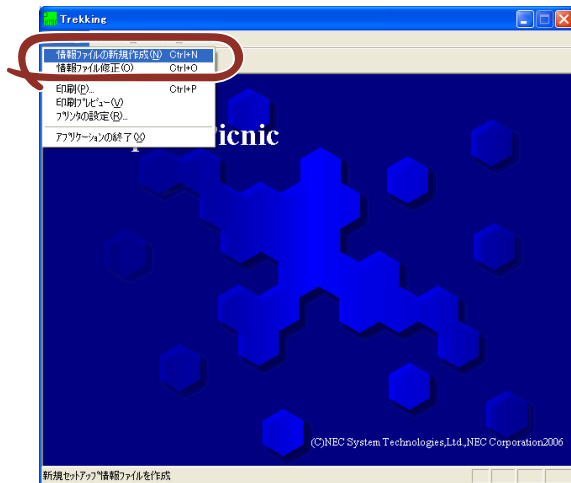 Trekking
情報ファイルの新規作成(N) Ctrl+N
情報ファイル修正(O) Ctrl+O
印刷(P)... Ctrl+P
印刷プレビュー(V)
プリンタの設定(R)...
アプリケーションの終了(X)
icnic
(C)NEC System Technologies,Ltd.,NEC Corporation2006
新規セットアップ情報ファイルを作成